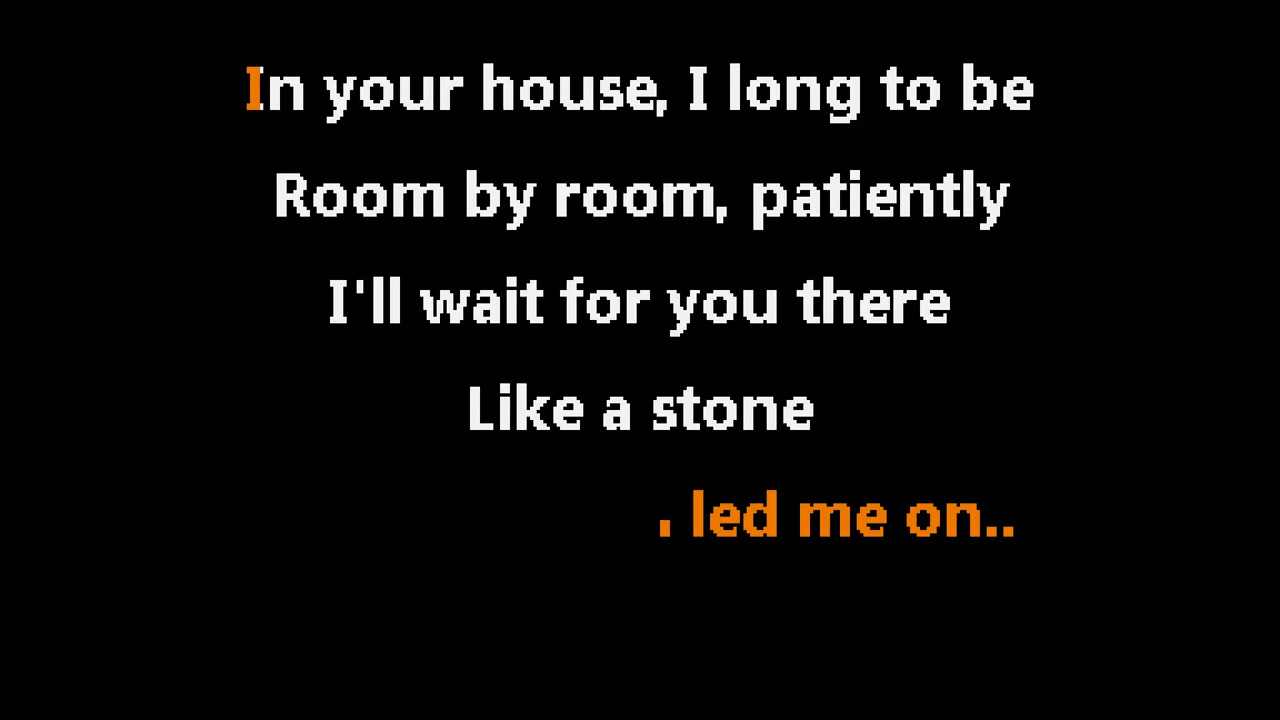 In your house, I long to be
Room by room, patiently
I'll wait for you there
Like a stone
. led me on..